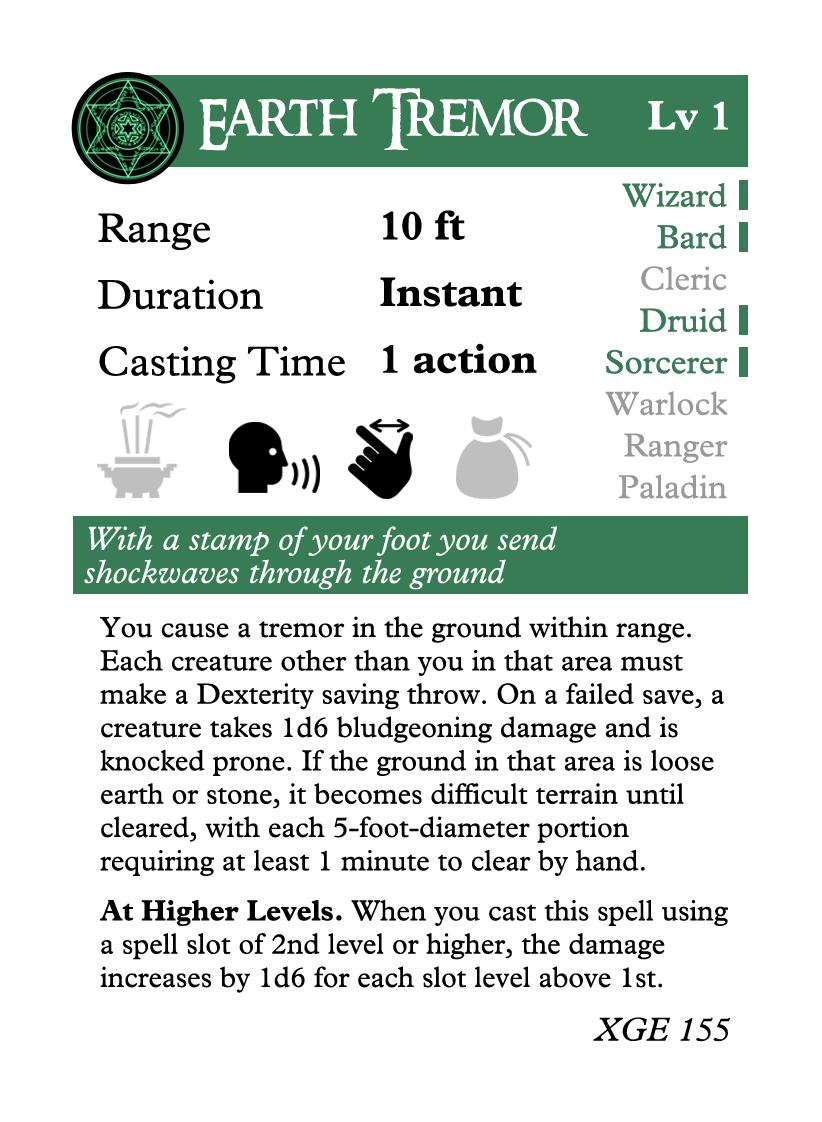 EARTH TREMOR Lv 1
Wizard
Range 10 ft
Bard
Cleric
Duration Instant
Druid
Casting Time 1 action
Sorcerer
Warlock
Ranger
Paladin
With a stamp of your foot you send
shockwaves through the ground
You cause a tremor in the ground within range.
Each creature other than you in that area must
make a Dexterity saving throw. On a failed save, a
creature takes 1d6 bludgeoning damage and is
knocked prone. If the ground in that area is loose
earth or stone, it becomes difficult terrain until
cleared, with each 5-foot-diameter portion
requiring at least 1 minute to clear by hand.
At Higher Levels. When you cast this spell using
a spell slot of 2nd level or higher, the damage
increases by 1d6 for each slot level above 1st.
XGE 155